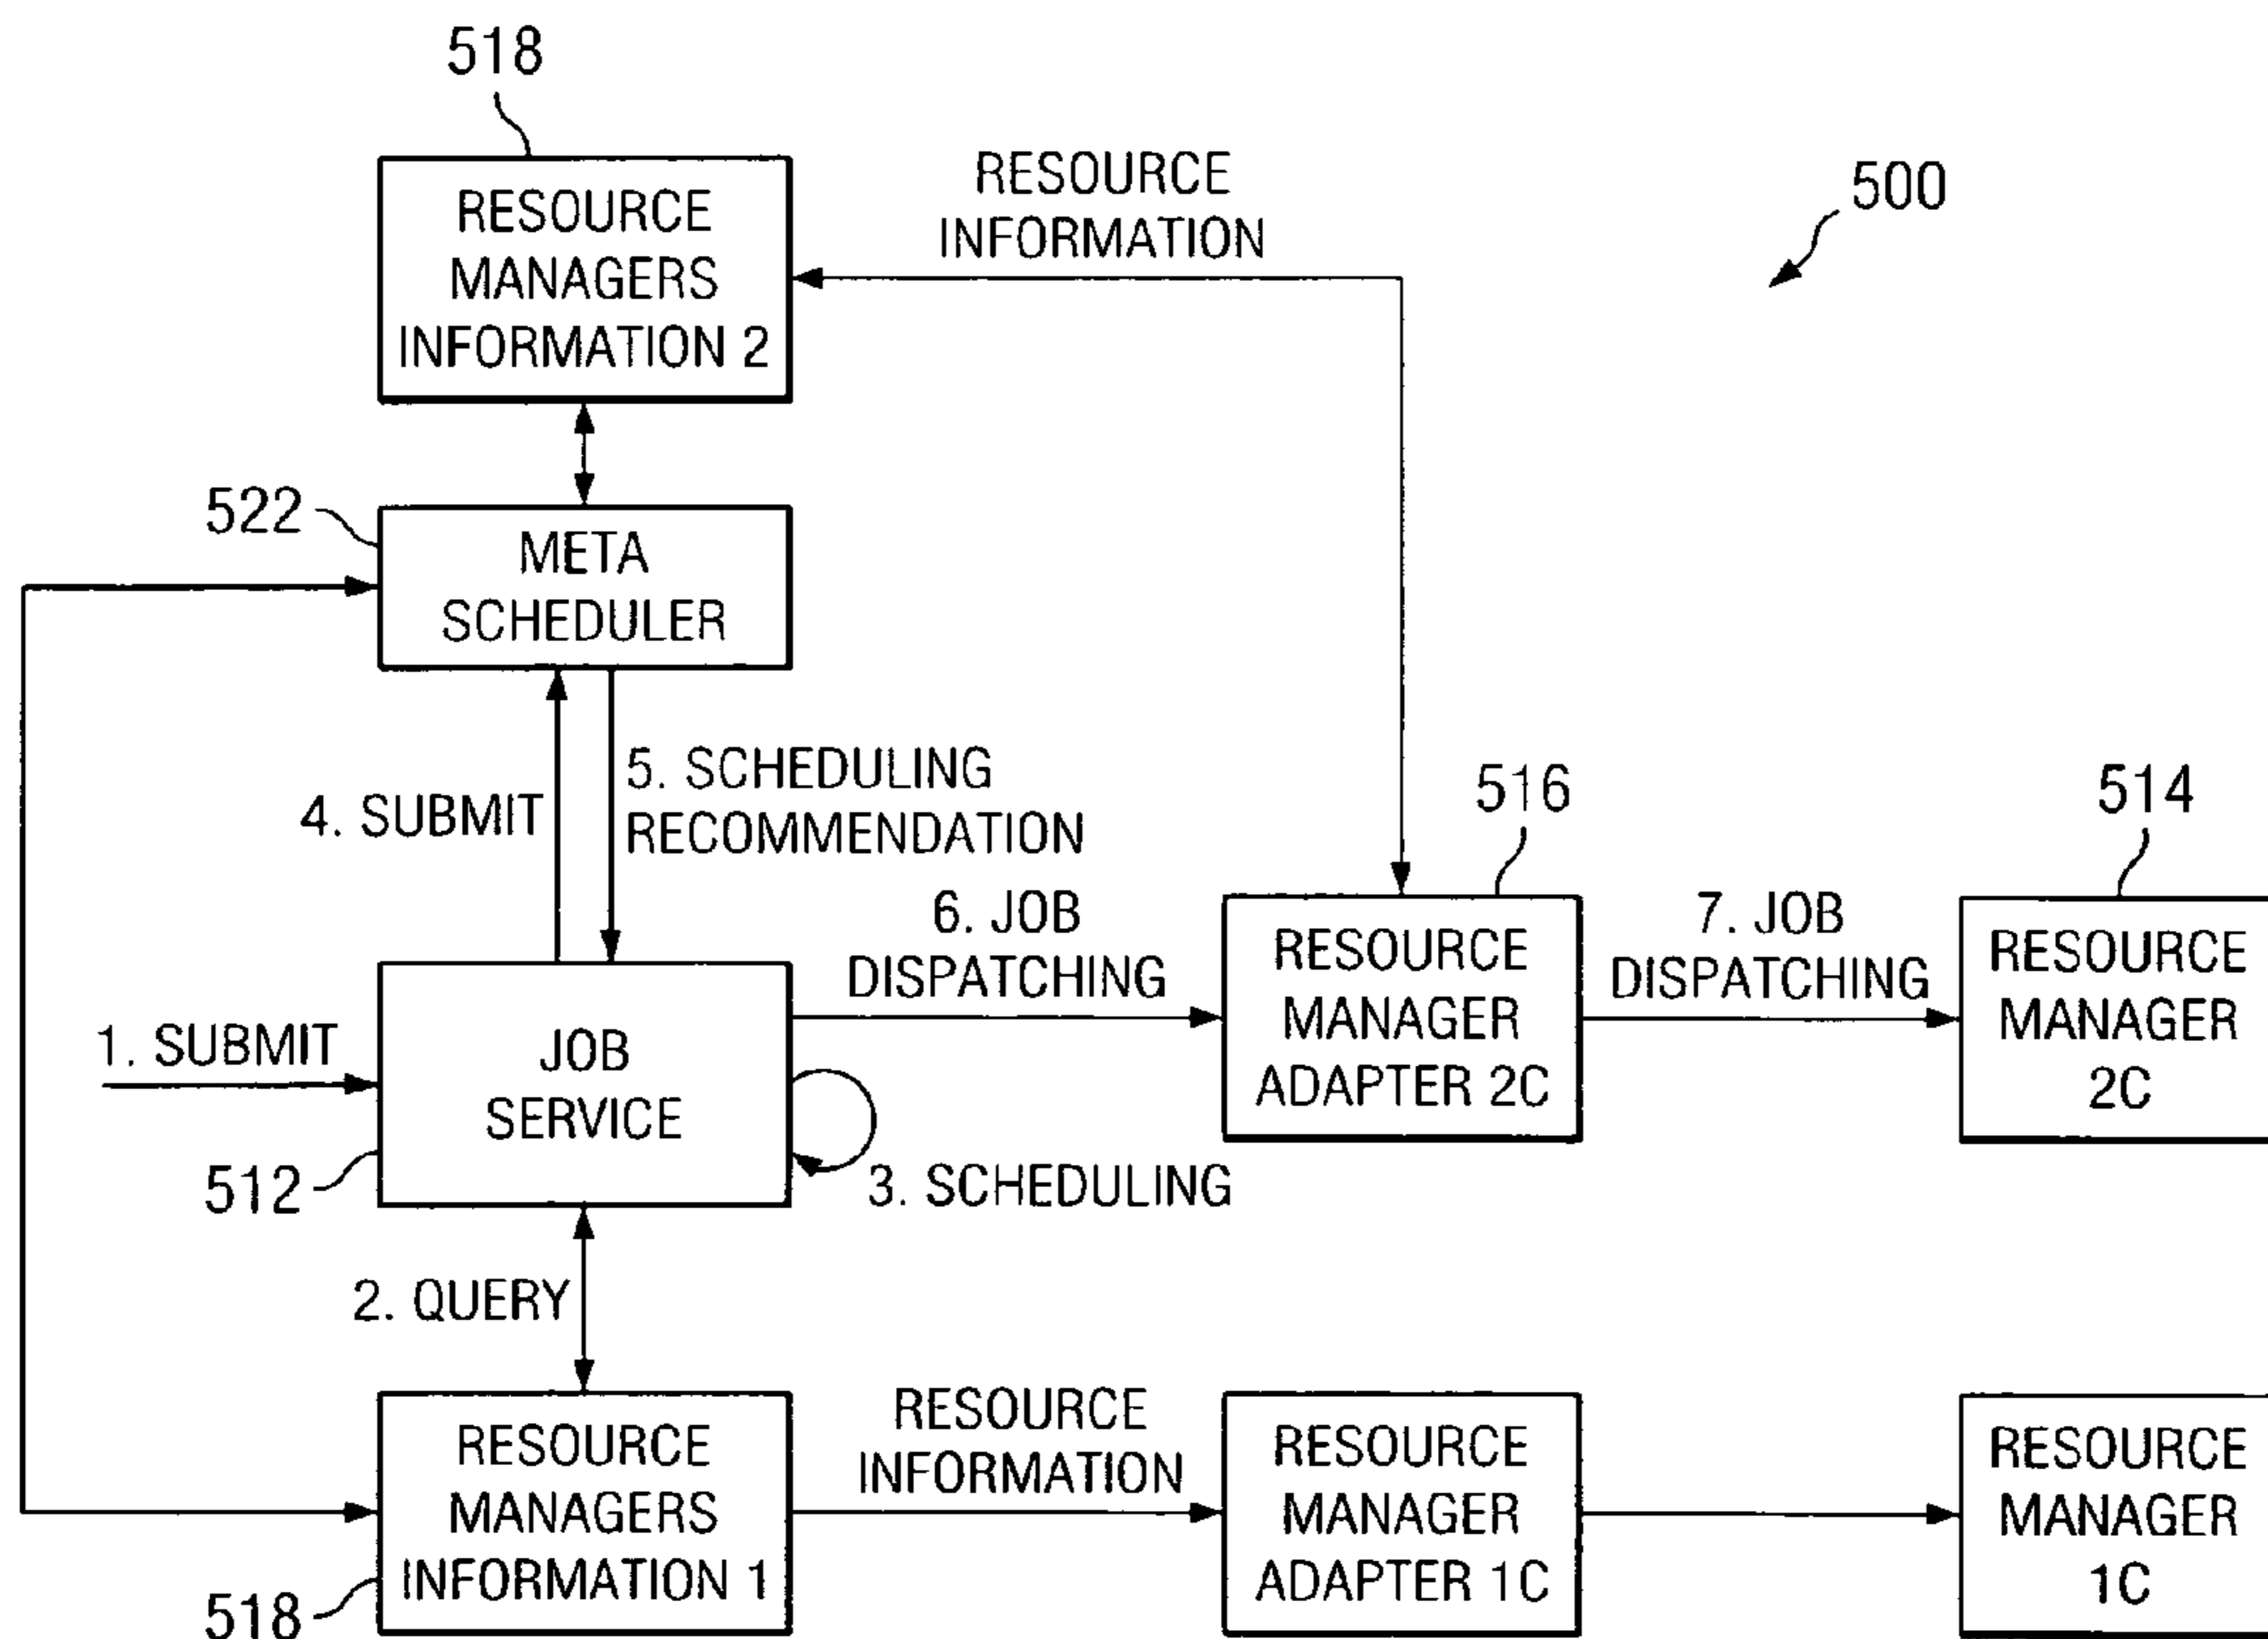 518
RESOURCE
MANAGERS
INFORMATION 2
RESOURCE
INFORMATION
500
522
META
SCHEDULER
4. SUBMIT
5. SCHEDULING
RECOMMENDATION
516
514
6. JOB
DISPATCHING
RESOURCE
MANAGER
ADAPTER 2C
7. JOB
DISPATCHING
RESOURCE
MANAGER
2C
1. SUBMIT
JOB
SERVICE
512
3. SCHEDULING
2. QUERY
RESOURCE
MANAGERS
INFORMATION 1
518
RESOURCE
INFORMATION
RESOURCE
MANAGER
ADAPTER 1C
RESOURCE
MANAGER
1C